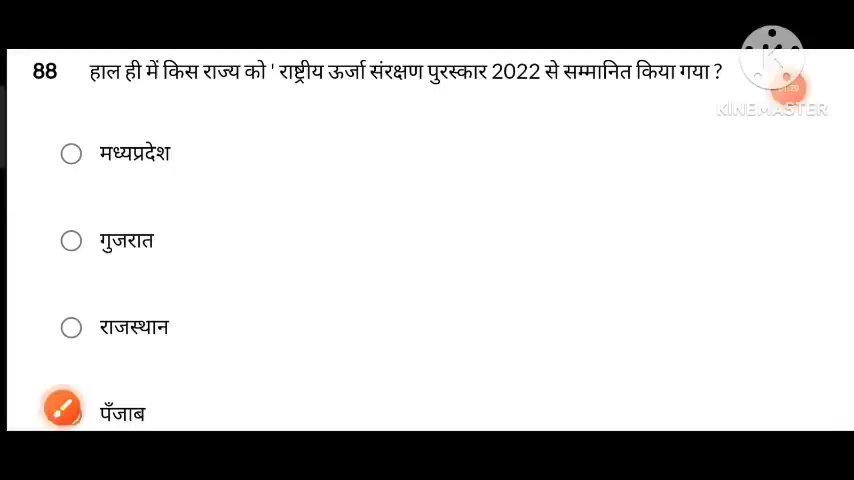 88 हाल ही में किस राज्य को ' राष्ट्रीय ऊर्जा संरक्षण पुरस्कार 2022 से सम्मानित किया गया ?
KINEMASTER
मध्यप्रदेश
गुजरात
राजस्थान
पँजाब